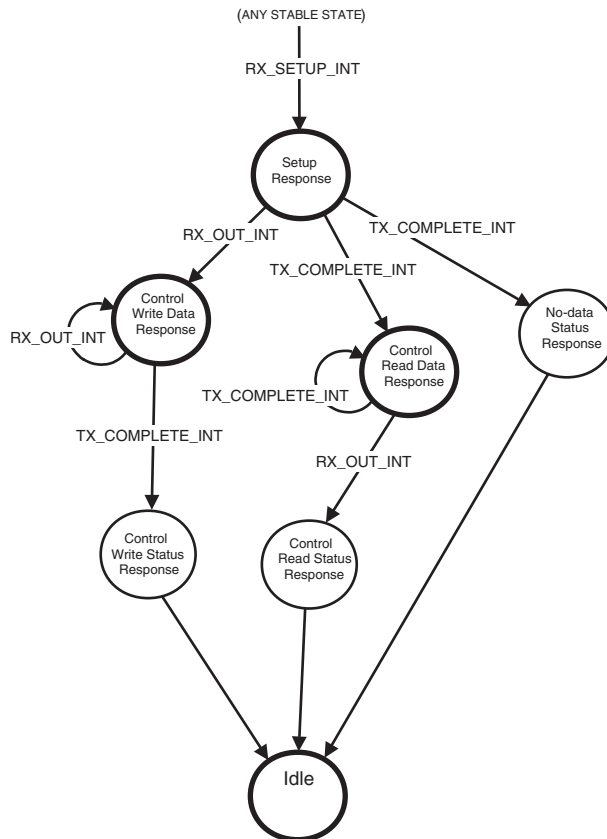 (ANY STABLE STATE)
RX_SETUP_INT
Setup
Response
RX_OUT_INT
TX_COMPLETE_INT
TX_COMPLETE_INT
Control
Write Data
Response
RX_OUT_INT
No-data
Status
Response
Control
Read Data
Response
TX_COMPLETE_INT
TX_COMPLETE_INT
RX_OUT_INT
Control
Write Status
Response
Control
Read Status
Response
Idle